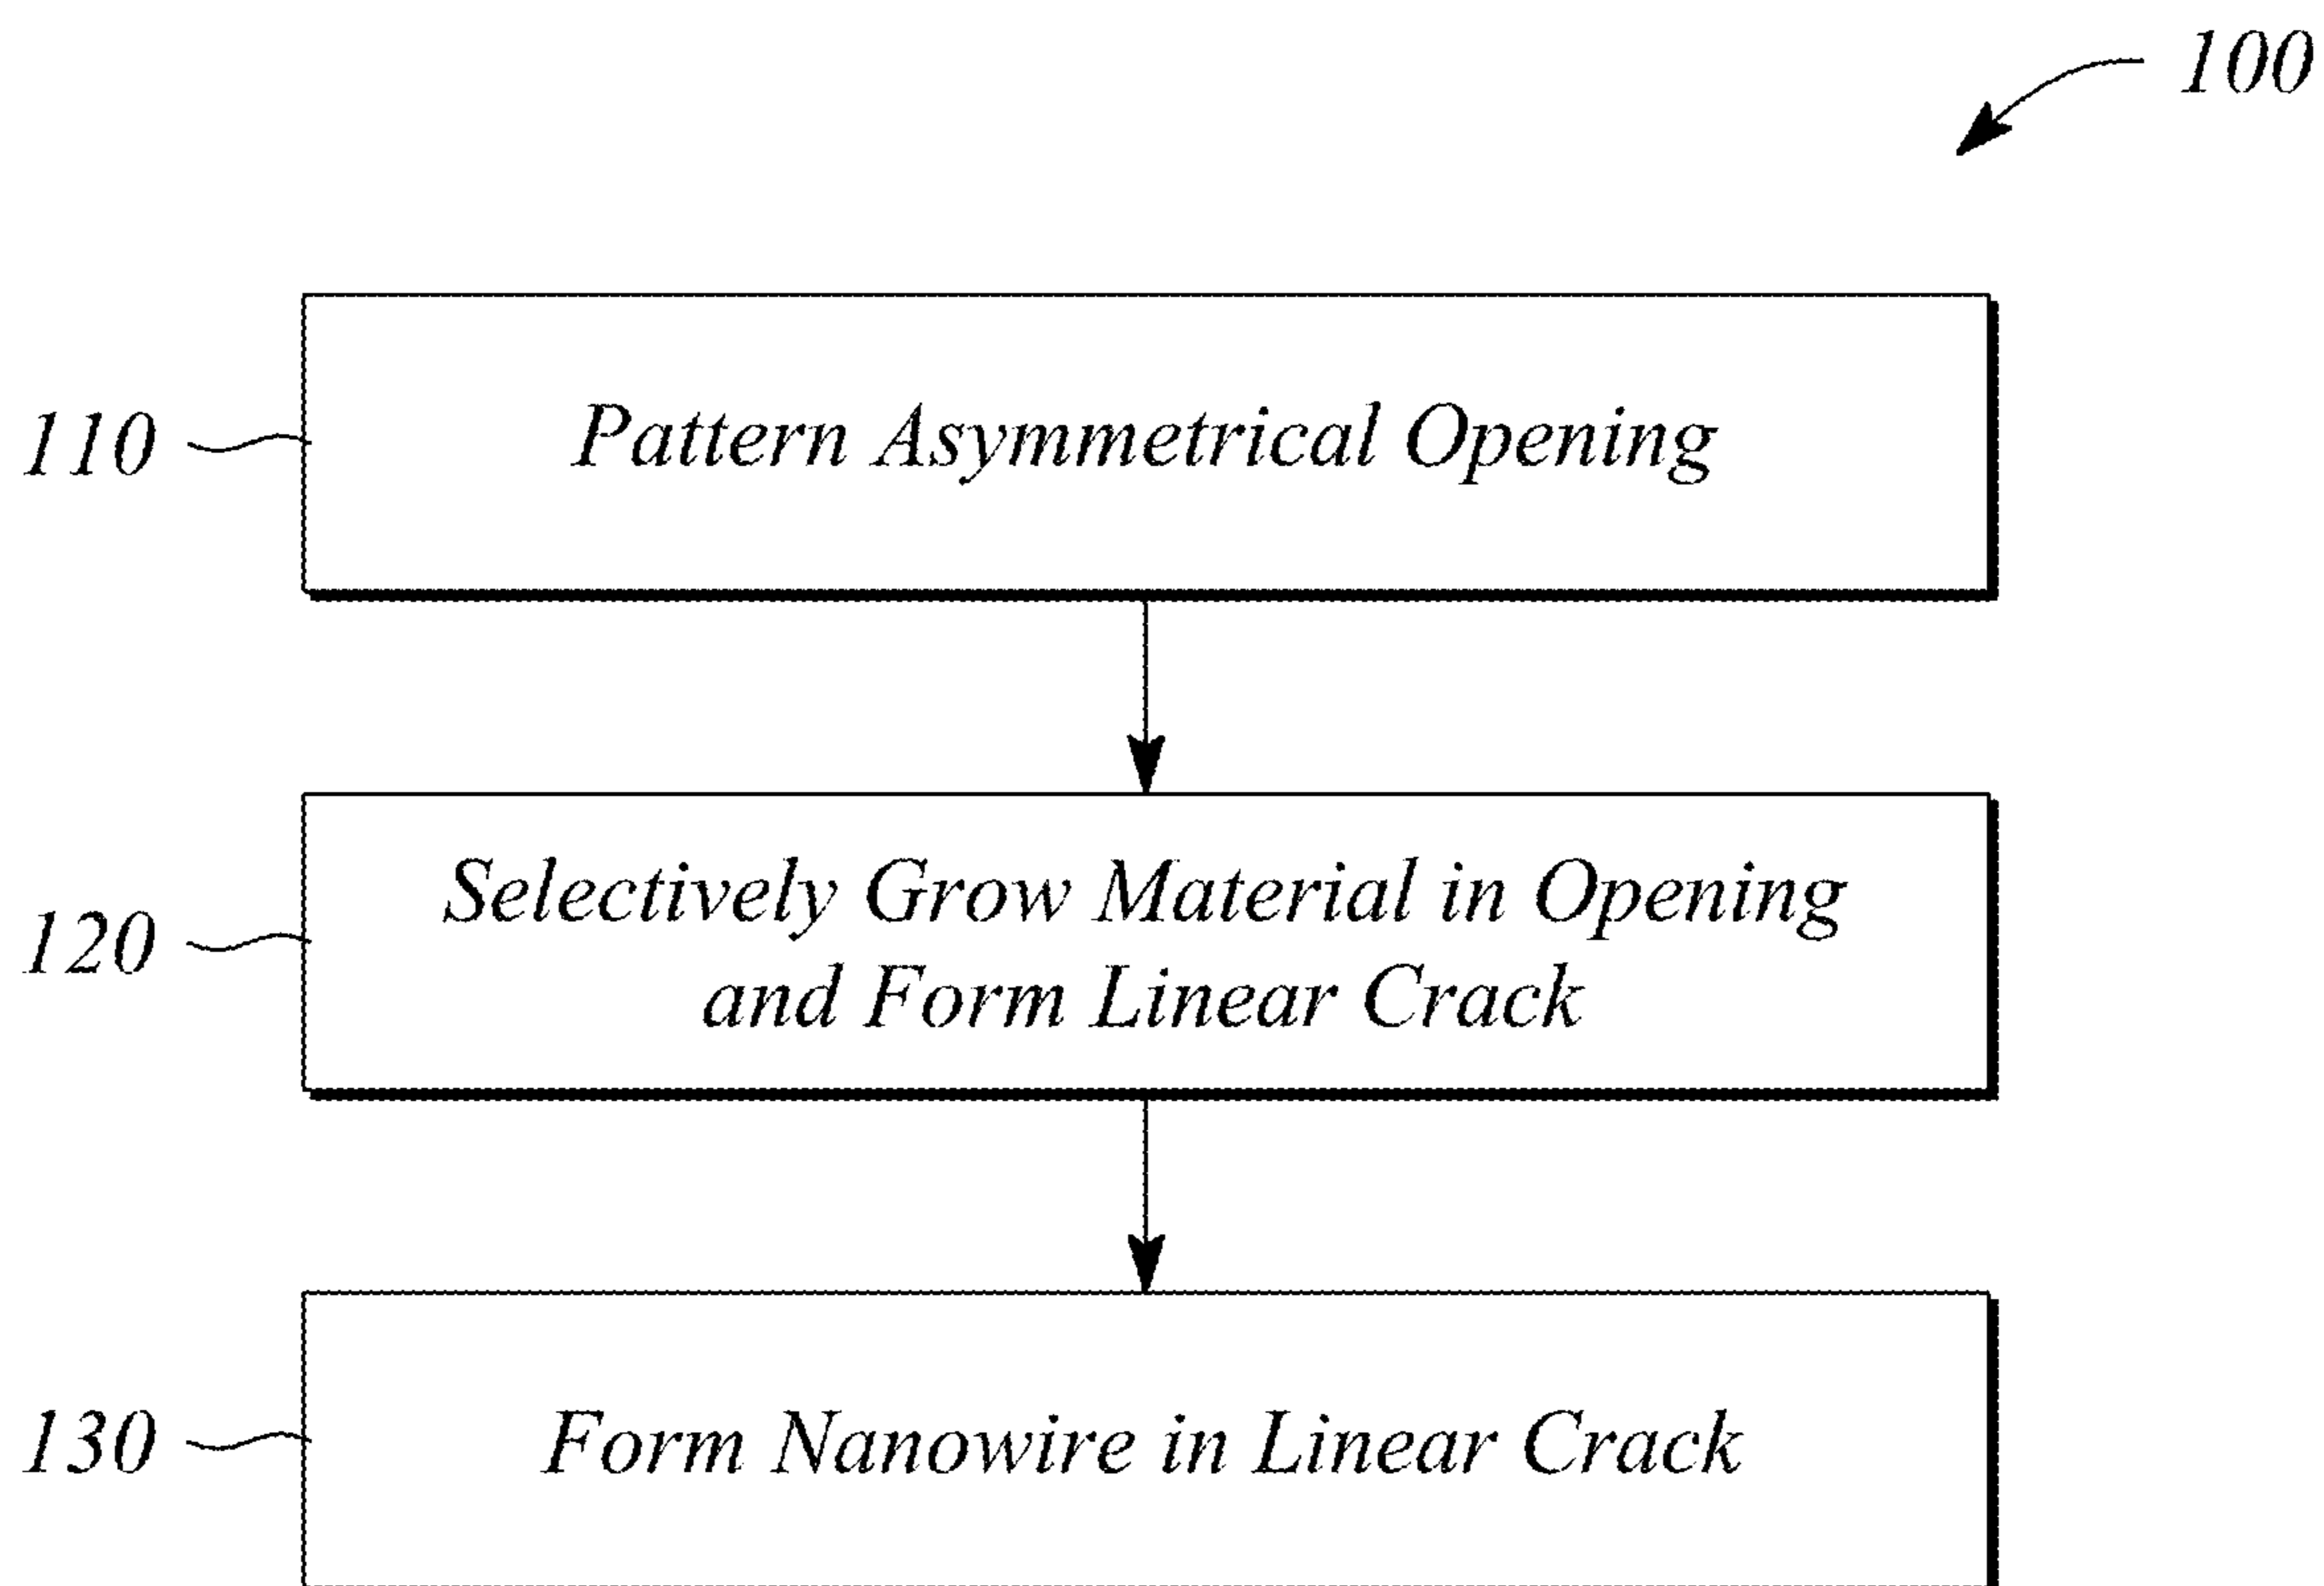 100
110
Pattern Asymmetrical Opening
120
Selectively Grow Material in Opening
and Form Linear Crack
130
Form Nanowire in Linear Crack